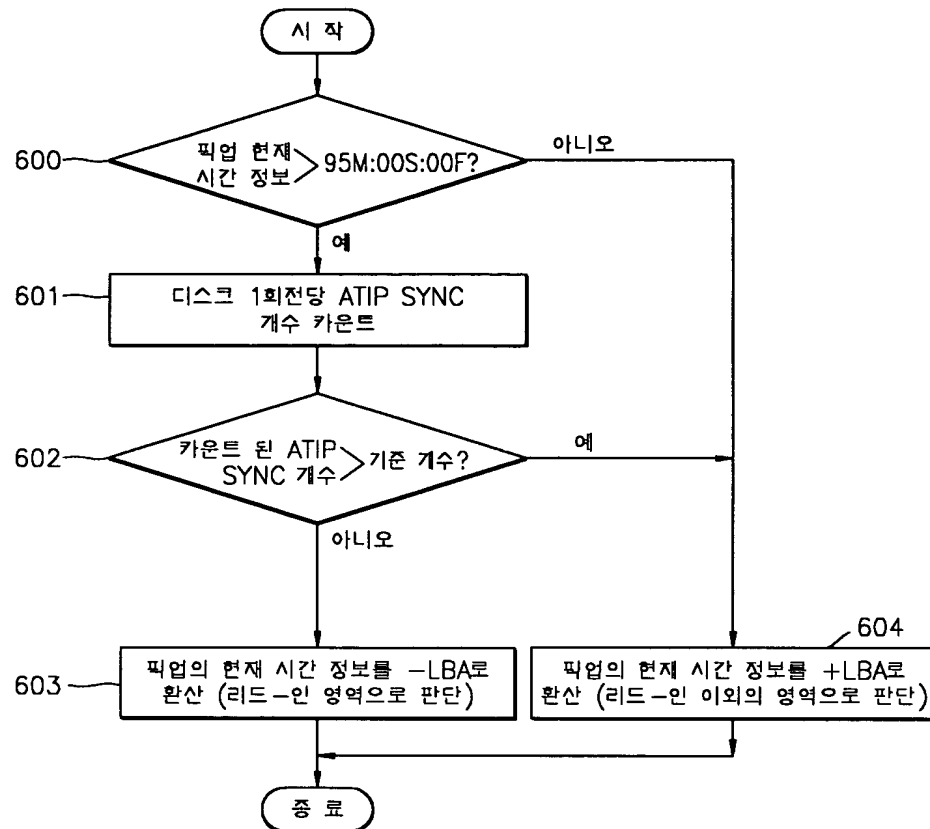 시 작
600
픽업 현재
시간 정보 > 95M:00S:00F?
아니오
예
601
디스크 1회전당 ATIP SYNC
개수 카운트
602
카운트 된 ATIP
SYNC 개수 > 기준 개수?
예
아니오
604
603
픽업의 현재 시간 정보를 -LBA로
환산 (리드-인 영역으로 판단)
픽업의 현재 시간 정보를 +LBA로
환산 (리드-인 이외의 영역으로 판단)
종 료